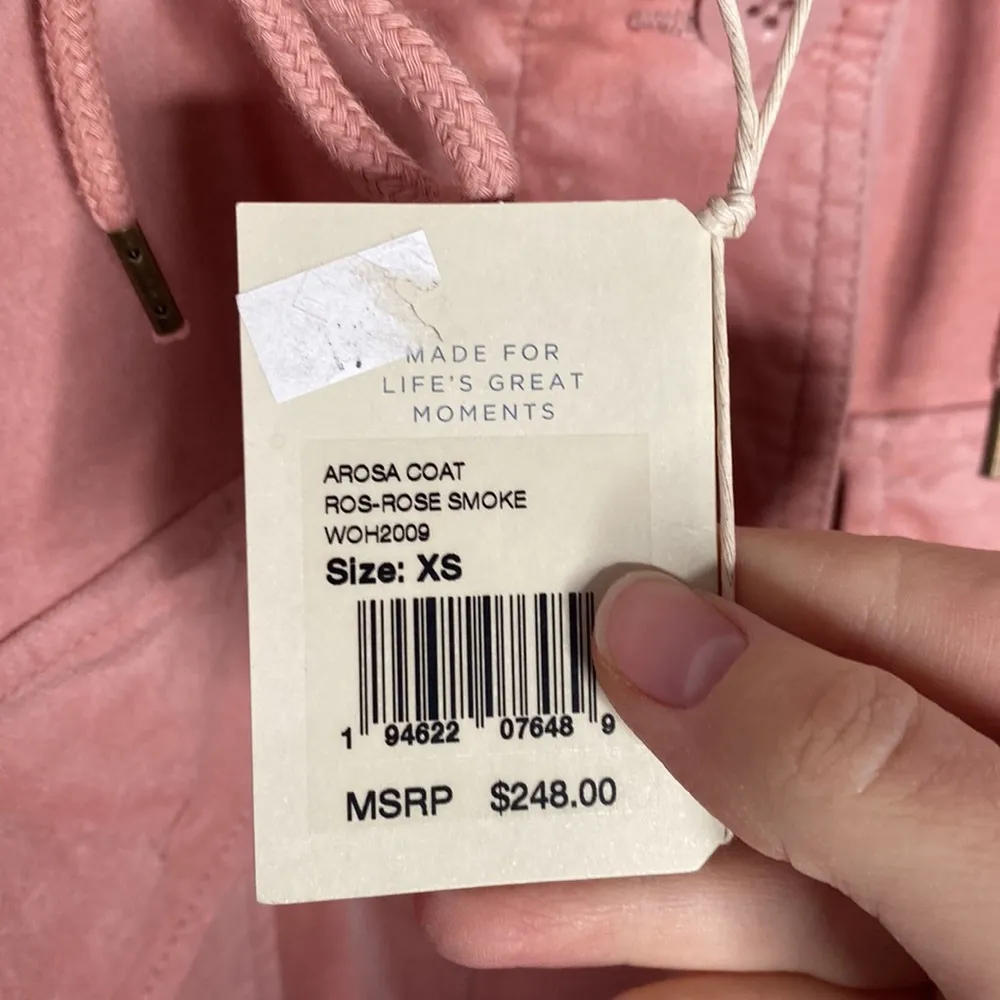 MADE FOR
LIFE'S GREAT
MOMENTS
AROSA COAT
ROS-ROSE SMOKE
WOH2009
Size: XS
1 94622 07648 9
MSRP $248.00